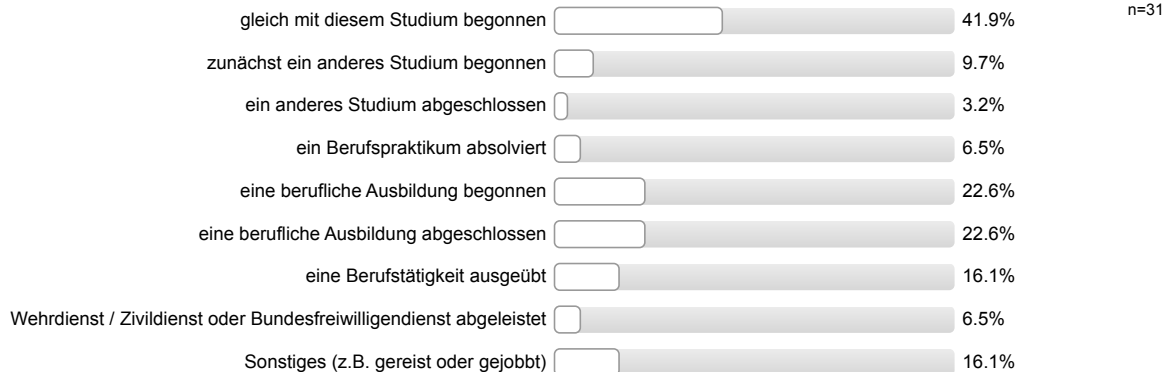 gleich mit diesem Studium begonnen 41.9% n=31
zunächst ein anderes Studium begonnen 9.7%
ein anderes Studium abgeschlossen 3.2%
ein Berufspraktikum absolviert 6.5%
eine berufliche Ausbildung begonnen 22.6%
eine berufliche Ausbildung abgeschlossen 22.6%
eine Berufstätigkeit ausgeübt 16.1%
Wehrdienst / Zivildienst oder Bundesfreiwilligendienst abgeleistet 6.5%
Sonstiges (z.B. gereist oder gejobbt) 16.1%